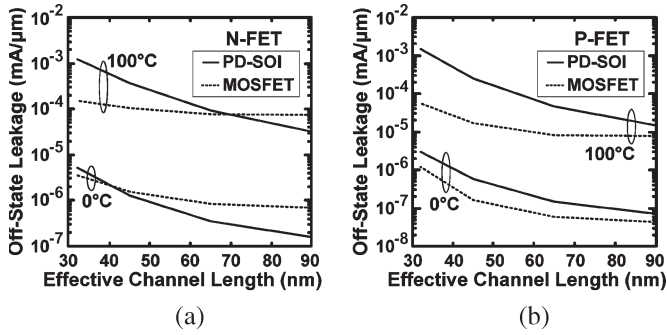 N-FET
PD-SOI
MOSFET
100°C
0°C
Off-State Leakage (mA/μm)
10-2
10-3
10-4
10-5
10-6
10-7
30 40 50 60 70 80 90
Effective Channel Length (nm)
(a)
P-FET
PD-SOI
MOSFET
100°C
0°C
Off-State Leakage (mA/μm)
10-2
10-3
10-4
10-5
10-6
10-7
10-8
30 40 50 60 70 80 90
Effective Channel Length (nm)
(b)